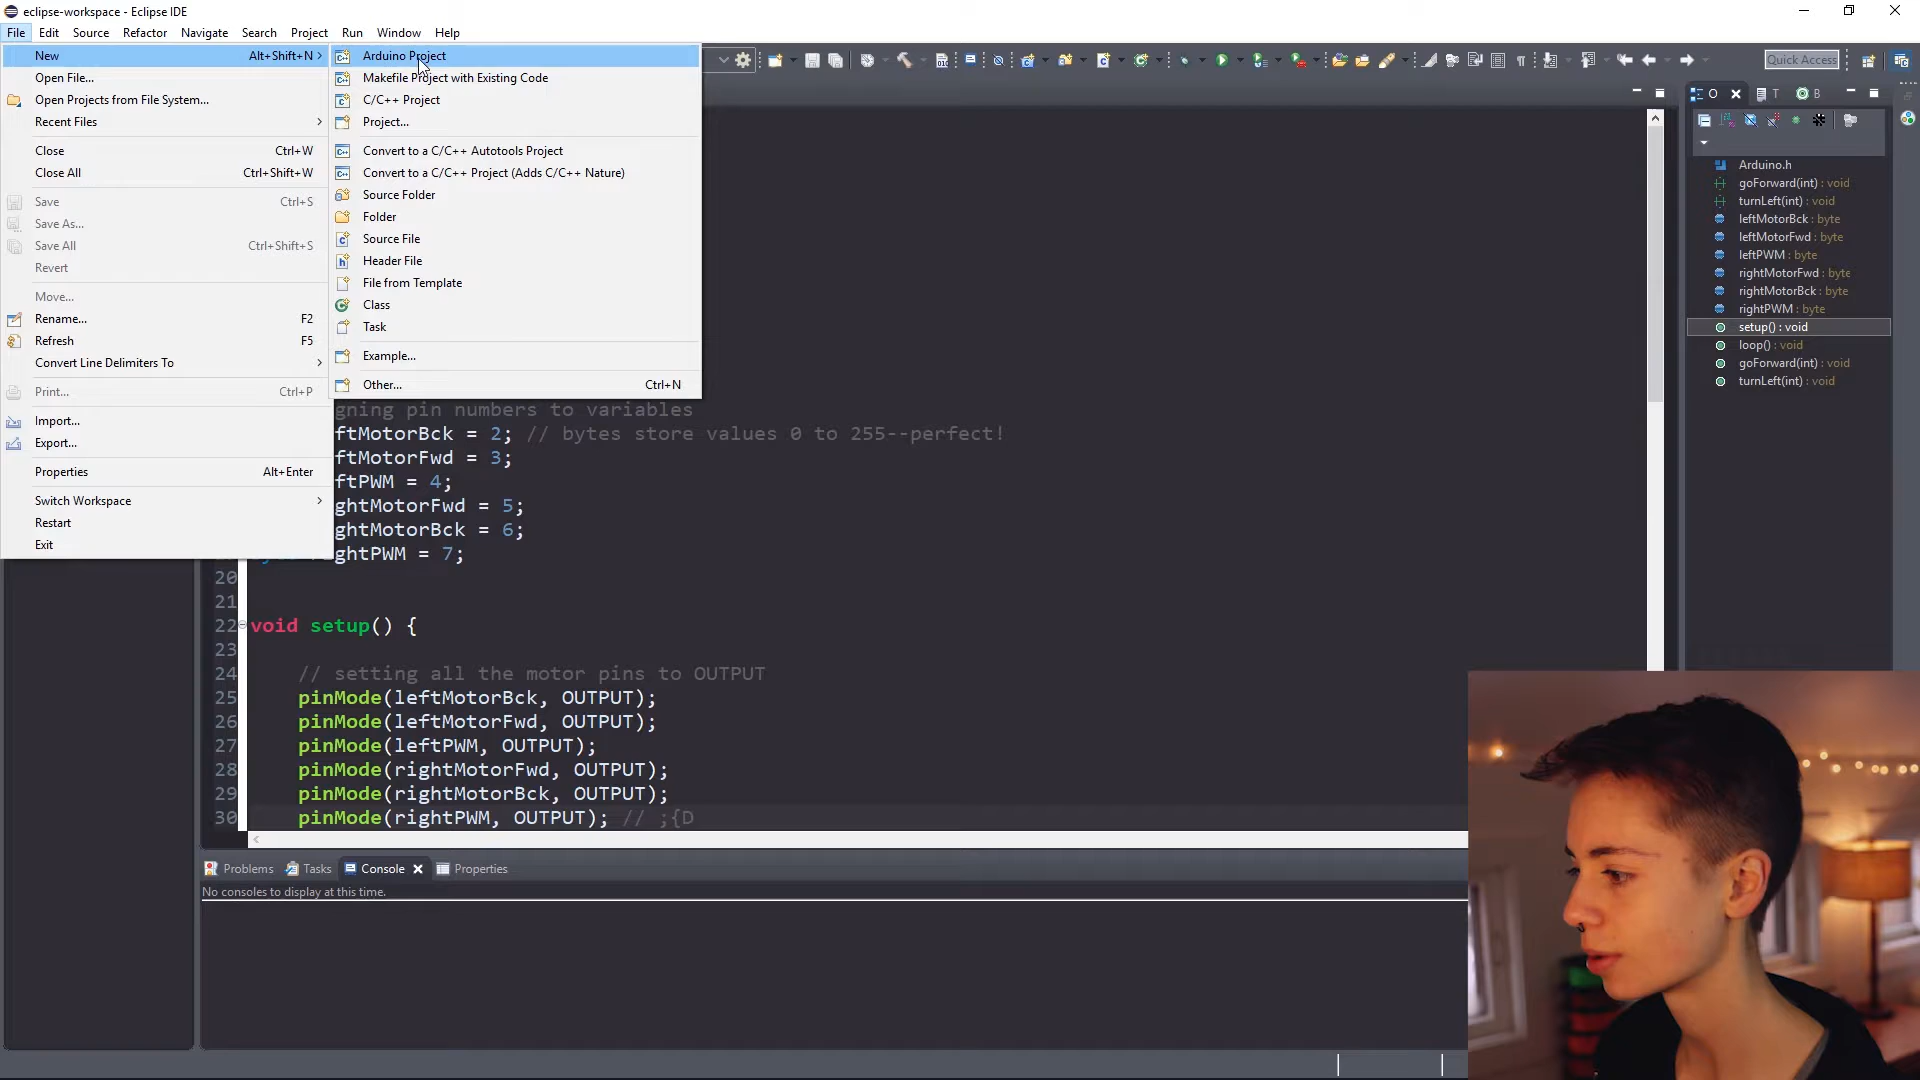 eclipse-workspace - Eclipse IDE
File Edit Source Refactor Navigate Search Project Run Window Help
New Alt+Shift+N
Open File...
Open Projects from File System...
Recent Files
Close Ctrl+W
Close All Ctrl+Shift+W
Save Ctrl+S
Save As...
Save All Ctrl+Shift+S
Revert
Move...
Rename... F2
Refresh F5
Convert Line Delimiters To
Print... Ctrl+P
Import...
Export...
Properties Alt+Enter
Switch Workspace
Restart
Exit
Arduino Project
Makefile Project with Existing Code
C/C++ Project
Project...
Convert to a C/C++ Autotools Project
Convert to a C/C++ Project (Adds C/C++ Nature)
Source Folder
Folder
Source File
Header File
File from Template
Class
Task
Example...
Other... Ctrl+N
Quick Access
O T B
Arduino.h
goForward(int) : void
turnLeft(int) : void
leftMotorBck : byte
leftMotorFwd : byte
leftPWM : byte
rightMotorFwd : byte
rightMotorBck : byte
rightPWM : byte
setup() : void
loop() : void
goForward(int) : void
turnLeft(int) : void
gning pin numbers to variables
ftMotorBck = 2; // bytes store values 0 to 255--perfect!
ftMotorFwd = 3;
ftPWM = 4;
ghtMotorFwd = 5;
ghtMotorBck = 6;
ghtPWM = 7;
20
21
22 void setup() {
23
24 // setting all the motor pins to OUTPUT
25 pinMode(leftMotorBck, OUTPUT);
26 pinMode(leftMotorFwd, OUTPUT);
27 pinMode(leftPWM, OUTPUT);
28 pinMode(rightMotorFwd, OUTPUT);
29 pinMode(rightMotorBck, OUTPUT);
30 pinMode(rightPWM, OUTPUT); // ;{D
Problems Tasks Console Properties
No consoles to display at this time.